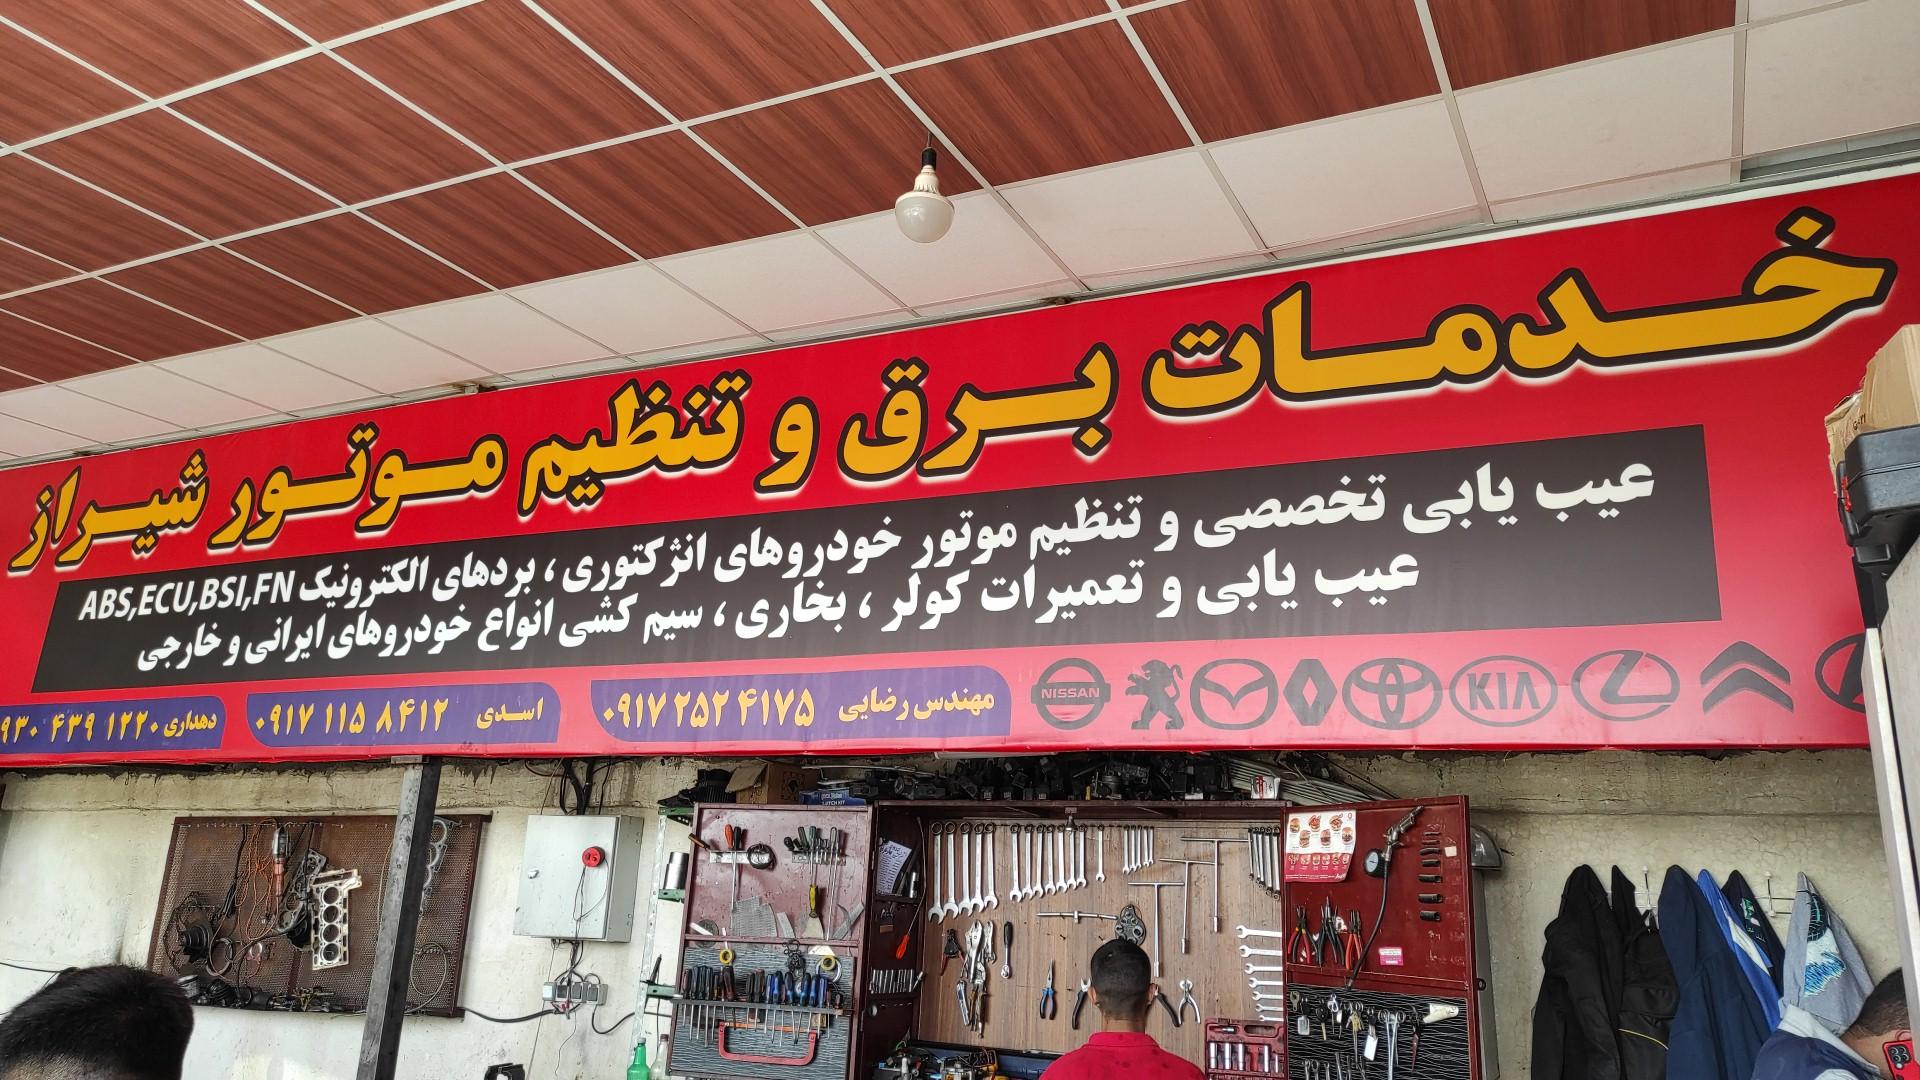 خدمات برق و تنظیم موتور شیراز
عیب یابی تخصصی و تنظیم موتور خودروهای انژکتوری ، بردهای الکترونیک ABS,ECU,BSI,FN
عیب یابی و تعمیرات کولر ، بخاری ، سیم کشی انواع خودروهای ایرانی و خارجی
NISSAN KIA
مهندس رضایی ۰۹۱۷ ۲۵۲ ۴۱۷۵
اسدی ۰۹۱۷ ۱۱۵ ۸۴۱۲
دهداری ۹۳۰ ۴۳۹ ۱۲۲۰